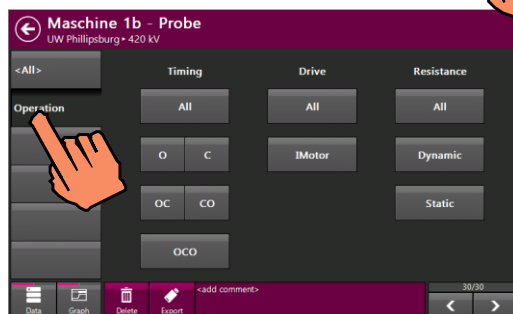 Maschine 1b - Probe
UW Phillipsburg • 420 kV
<All>
Operation
Timing Drive Resistance
All All All
O C IMotor Dynamic
OC CO Static
OCO
<add comment>
30/30
Data Graph Delete Export